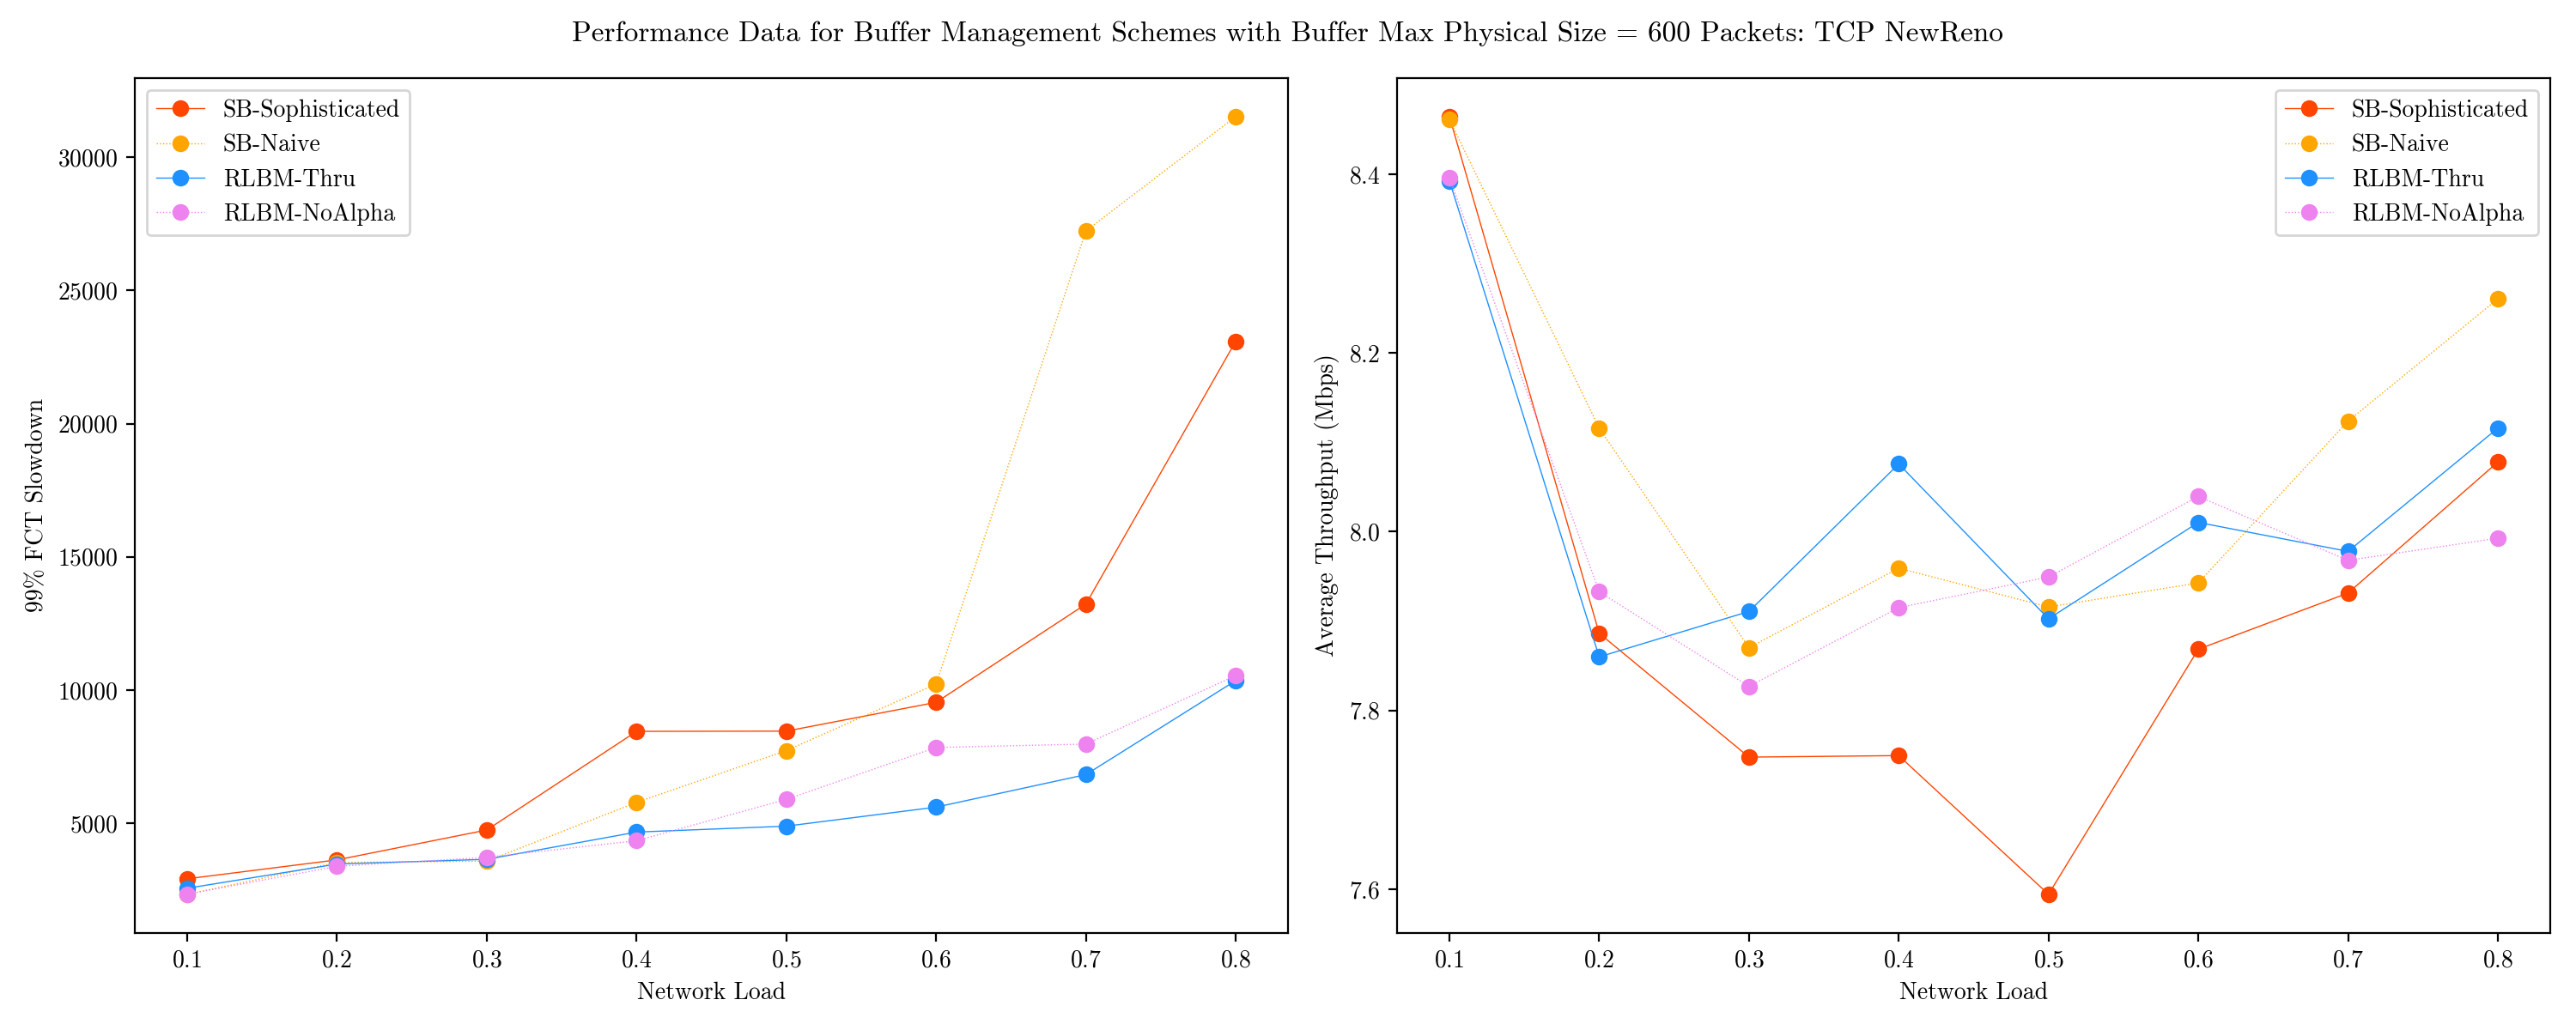 Performance Data for Buffer Management Schemes with Buffer Max Physical Size = 600 Packets: TCP NewReno
SB-Sophisticated
SB-Naive
RLBM-Thru
RLBM-NoAlpha
30000
25000
20000
15000
10000
5000
99% FCT Slowdown
0.1 0.2 0.3 0.4 0.5 0.6 0.7 0.8
Network Load
SB-Sophisticated
SB-Naive
RLBM-Thru
RLBM-NoAlpha
8.4
8.2
8.0
7.8
7.6
Average Throughput (Mbps)
0.1 0.2 0.3 0.4 0.5 0.6 0.7 0.8
Network Load